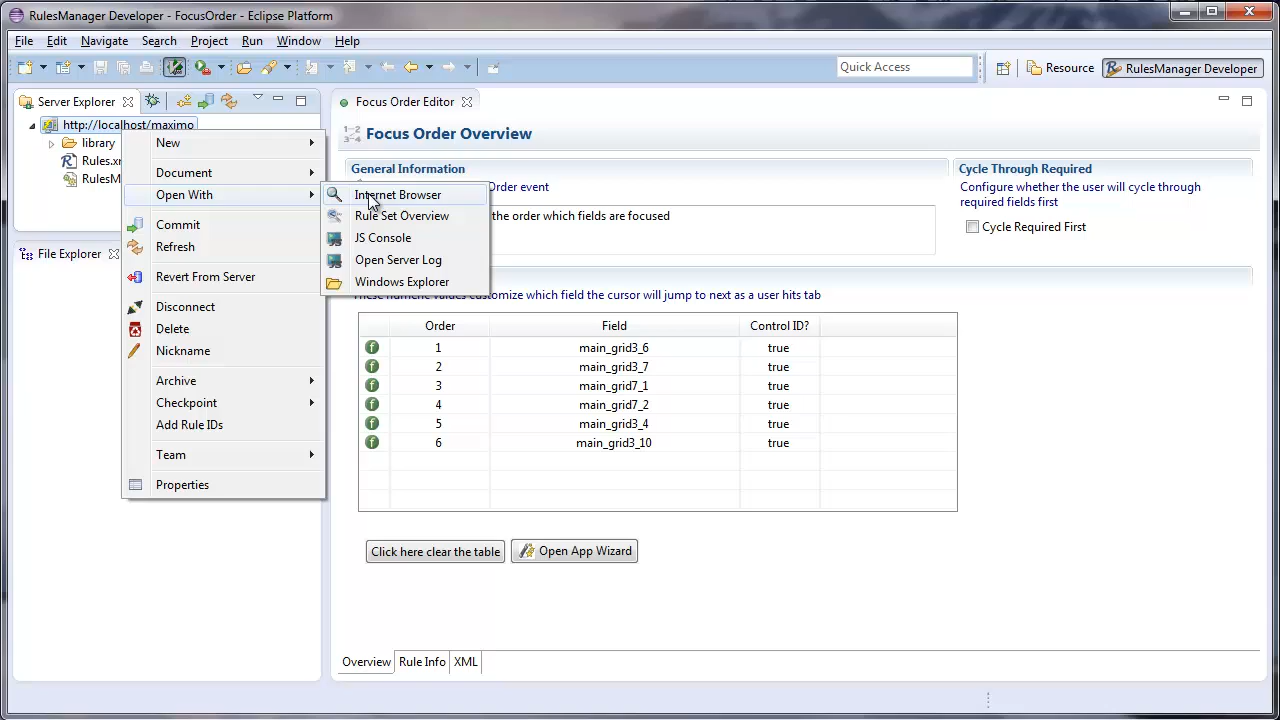 RulesManager Developer - FocusOrder - Eclipse Platform
File Edit Navigate Search Project Run Window Help
Quick Access
Resource
RulesManager Developer
Server Explorer
http://localhost/maximo
library
Rules.xm
RulesM
File Explorer
New
Document
Open With
Commit
Refresh
Revert From Server
Disconnect
Delete
Nickname
Archive
Checkpoint
Add Rule IDs
Team
Properties
Internet Browser
Rule Set Overview
JS Console
Open Server Log
Windows Explorer
Focus Order Editor
Focus Order Overview
General Information
Order event
the order which fields are focused
Cycle Through Required
Configure whether the user will cycle through
required fields first
Cycle Required First
These numeric values customize which field the cursor will jump to next as a user hits tab
Order Field Control ID?
1 main_grid3_6 true
2 main_grid3_7 true
3 main_grid7_1 true
4 main_grid7_2 true
5 main_grid3_4 true
6 main_grid3_10 true
Click here clear the table
Open App Wizard
Overview Rule Info XML